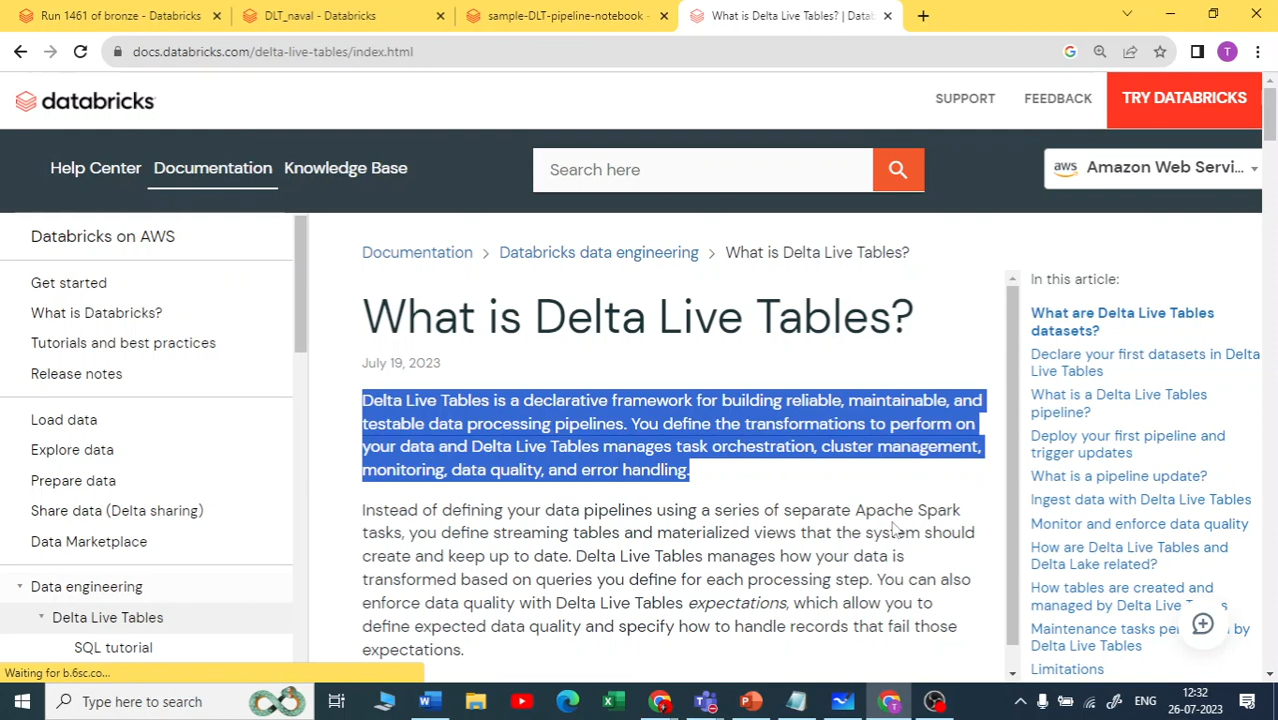 Run 1461 of bronze - Databricks
DLT_naval - Databricks
sample-DLT-pipeline-notebook -
What is Delta Live Tables? | Data
docs.databricks.com/delta-live-tables/index.html
T
databricks
SUPPORT
FEEDBACK
TRY DATABRICKS
Help Center
Documentation
Knowledge Base
Search here
aws Amazon Web Servi...
Databricks on AWS
Get started
What is Databricks?
Tutorials and best practices
Release notes
Load data
Explore data
Prepare data
Share data (Delta sharing)
Data Marketplace
Data engineering
Delta Live Tables
SQL tutorial
Documentation > Databricks data engineering > What is Delta Live Tables?
What is Delta Live Tables?
July 19, 2023
Delta Live Tables is a declarative framework for building reliable, maintainable, and
testable data processing pipelines. You define the transformations to perform on
your data and Delta Live Tables manages task orchestration, cluster management,
monitoring, data quality, and error handling.
Instead of defining your data pipelines using a series of separate Apache Spark
tasks, you define streaming tables and materialized views that the system should
create and keep up to date. Delta Live Tables manages how your data is
transformed based on queries you define for each processing step. You can also
enforce data quality with Delta Live Tables expectations, which allow you to
define expected data quality and specify how to handle records that fail those
expectations.
In this article:
What are Delta Live Tables
datasets?
Declare your first datasets in Delta
Live Tables
What is a Delta Live Tables
pipeline?
Deploy your first pipeline and
trigger updates
What is a pipeline update?
Ingest data with Delta Live Tables
Monitor and enforce data quality
How are Delta Live Tables and
Delta Lake related?
How tables are created and
managed by Delta Live
Maintenance tasks by
Delta Live Tables
Limitations
Waiting for b.6sc.co...
Type here to search
ENG
12:32
26-07-2023